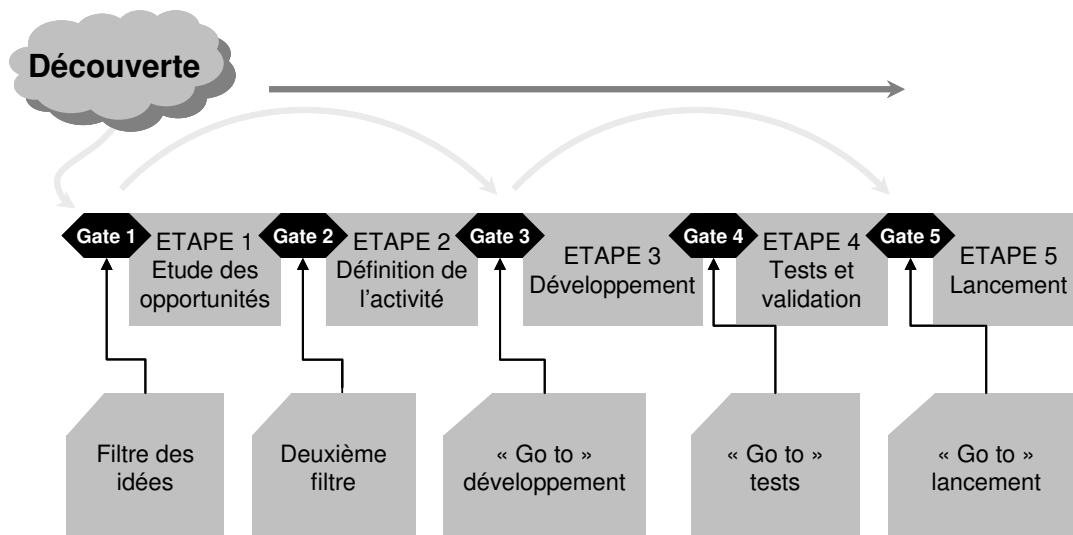 Découverte
Gate 1
ETAPE 1
Etude des
opportunités
Gate 2
ETAPE 2
Définition de
l’activité
Gate 3
ETAPE 3
Développement
Gate 4
ETAPE 4
Tests et
validation
Gate 5
ETAPE 5
Lancement
Filtre des
idées
Deuxième
filtre
« Go to »
développement
« Go to »
tests
« Go to »
lancement